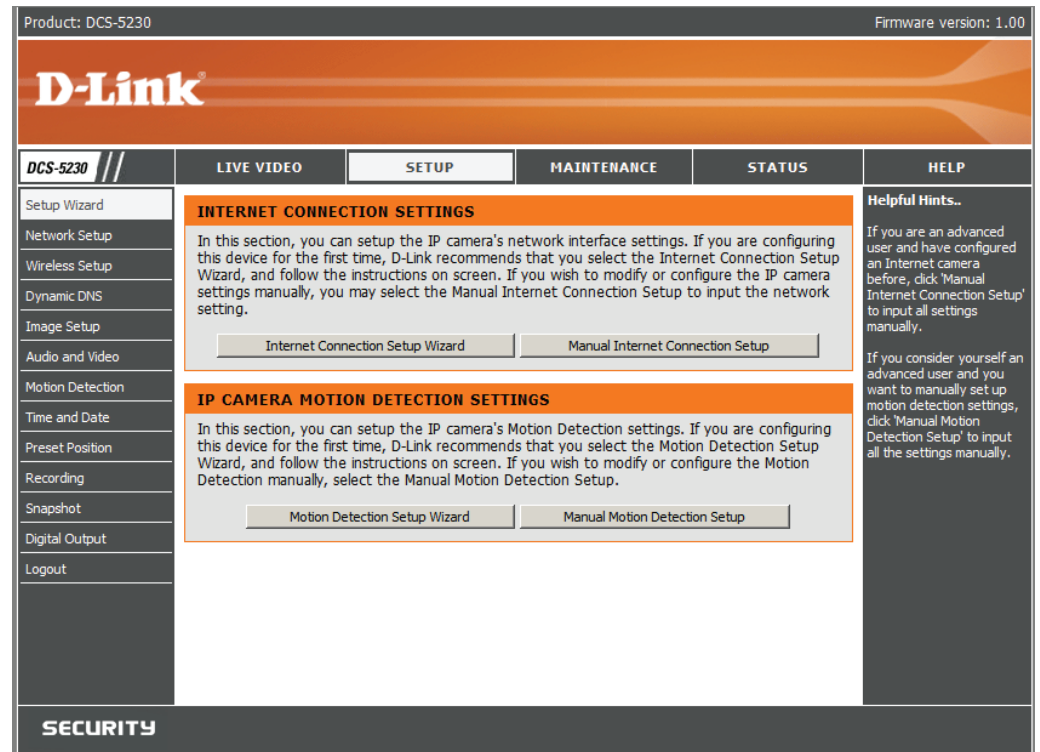 Product: DCS-5230
Firmware version: 1.00
D-Link®
DCS-5230
LIVE VIDEO
SETUP
MAINTENANCE
STATUS
HELP
Setup Wizard
Network Setup
Wireless Setup
Dynamic DNS
Image Setup
Audio and Video
Motion Detection
Time and Date
Preset Position
Recording
Snapshot
Digital Output
Logout
INTERNET CONNECTION SETTINGS
In this section, you can setup the IP camera's network interface settings. If you are configuring
this device for the first time, D-Link recommends that you select the Internet Connection Setup
Wizard, and follow the instructions on screen. If you wish to modify or configure the IP camera
settings manually, you may select the Manual Internet Connection Setup to input the network
setting.
Internet Connection Setup Wizard
Manual Internet Connection Setup
IP CAMERA MOTION DETECTION SETTINGS
In this section, you can setup the IP camera's Motion Detection settings. If you are configuring
this device for the first time, D-Link recommends that you select the Motion Detection Setup
Wizard, and follow the instructions on screen. If you wish to modify or configure the Motion
Detection manually, select the Manual Motion Detection Setup.
Motion Detection Setup Wizard
Manual Motion Detection Setup
Helpful Hints..
If you are an advanced
user and have configured
an Internet camera
before, click 'Manual
Internet Connection Setup'
to input all settings
manually.
If you consider yourself an
advanced user and you
want to manually set up
motion detection settings,
click 'Manual Motion
Detection Setup' to input
all the settings manually.
SECURITY